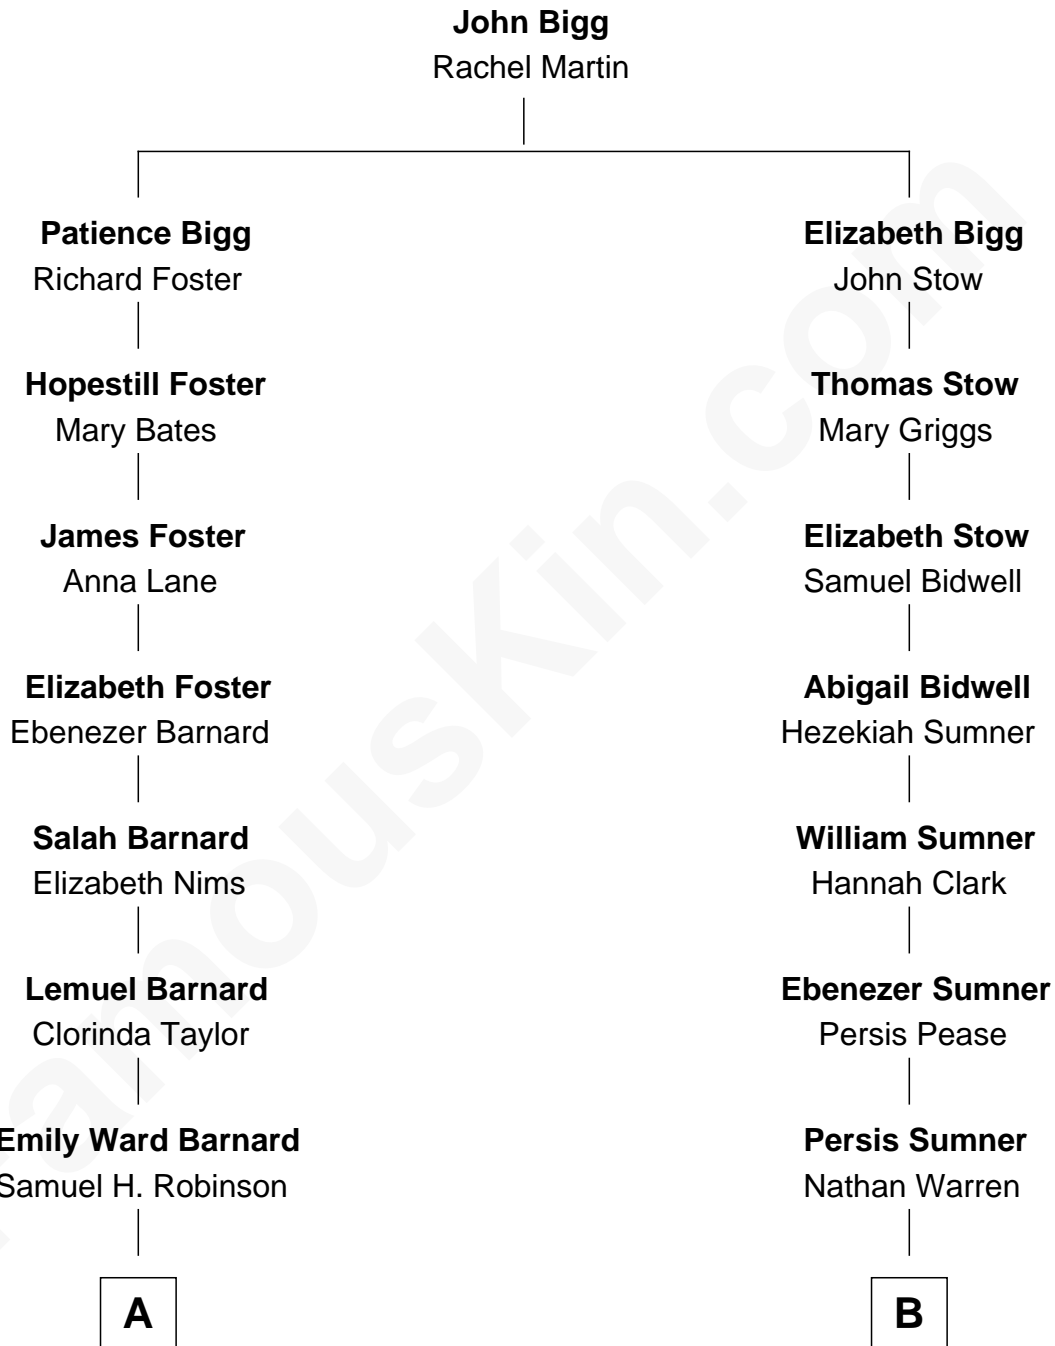 John Bigg
Rachel Martin
Patience Bigg
Richard Foster
Elizabeth Bigg
John Stow
Hopestill Foster
Mary Bates
Thomas Stow
Mary Griggs
James Foster
Anna Lane
Elizabeth Stow
Samuel Bidwell
Elizabeth Foster
Ebenezer Barnard
Abigail Bidwell
Hezekiah Sumner
Salah Barnard
Elizabeth Nims
William Sumner
Hannah Clark
Lemuel Barnard
Clorinda Taylor
Ebenezer Sumner
Persis Pease
Emily Ward Barnard
Samuel H. Robinson
Persis Sumner
Nathan Warren
A
B
FamousKin.com